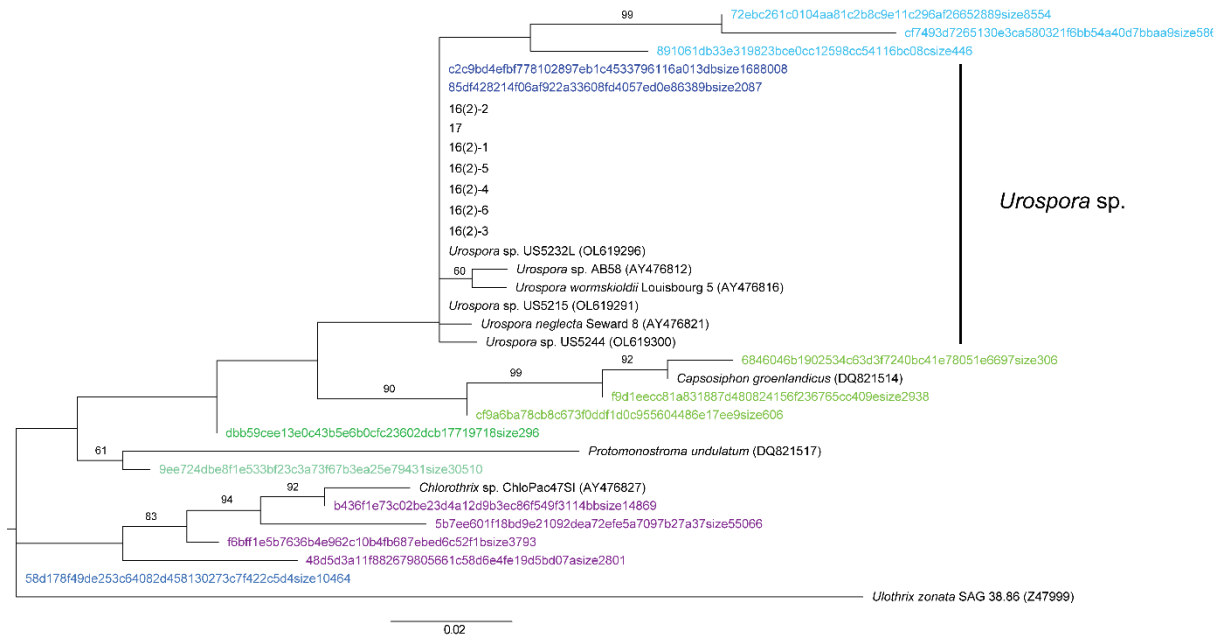 99
72ebc261c0104aa81c2b8c9e11c296af26652889size8554
cf7493d7265130e3ca580321f6bb54a40d7bbaa9size586
891061db33e319823bce0cc12598cc54116bc08csize446
c2c9bd4efbf778102897eb1c4533796116a013dbsize1688008
85df428214f06af922a33608fd4057ed0e86389bsize2087
16(2)-2
17
16(2)-1
16(2)-5
16(2)-4
16(2)-6
16(2)-3
Urospora sp.
Urospora sp. US5232L (OL619296)
60
Urospora sp. AB58 (AY476812)
Urospora wormskioldii Louisbourg 5 (AY476816)
Urospora sp. US5215 (OL619291)
Urospora neglecta Seward 8 (AY476821)
Urospora sp. US5244 (OL619300)
92
6846046b1902534c63d3f7240bc41e78051e6697size306
99
Capsosiphon groenlandicus (DQ821514)
90
f9d1eecc81a831887d480824156f236765cc409esize2938
cf9a6ba78cb8c673f0ddf1d0c955604486e17ee9size606
dbb59cee13e0c43b5e6b0cfc23602dcb17719718size296
61
Protomonostroma undulatum (DQ821517)
9ee724dbe8f1e533bf23c3a73f67b3ea25e79431size30510
92
Chlorothrix sp. ChloPac47SI (AY476827)
94
b436f1e73c02be23d4a12d9b3ec86f549f3114bbsize14869
83
5b7ee601f18bd9e21092dea72efe5a7097b27a37size55066
f6bff1e5b7636b4e962c10b4fb687ebed6c52f1bsize3793
48d5d3a11f882679805661c58d6e4fe19d5bd07asize2801
58d178f49de253c64082d458130273c7f422c5d4size10464
Ulothrix zonata SAG 38.86 (Z47999)
0.02